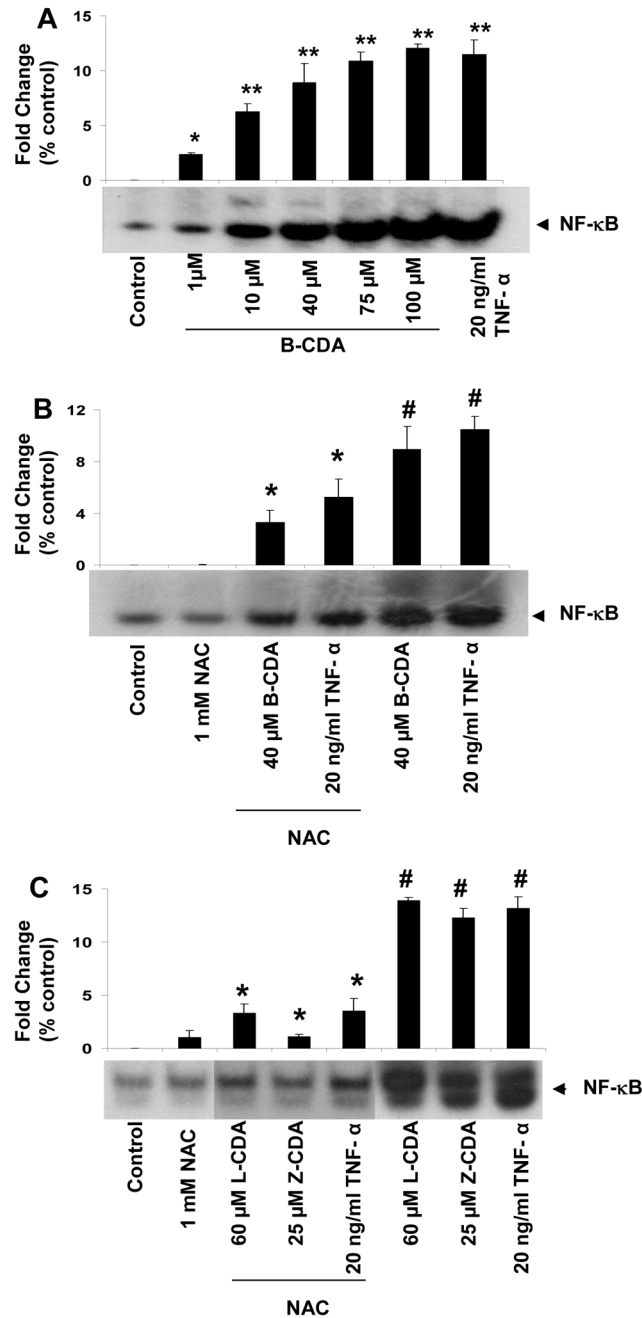 A
Fold Change
(% control)
15
10
5
0
*
**
**
**
**
**
NF-κB
Control
1µM
10 µM
40 µM
75 µM
100 µM
20 ng/ml
TNF- α
B-CDA
B
Fold Change
(% control)
12
8
4
0
*
*
#
#
NF-κB
Control
1 mM NAC
40 µM B-CDA
20 ng/ml TNF- α
40 µM B-CDA
20 ng/ml TNF- α
NAC
C
Fold Change
(% control)
15
10
5
0
*
*
*
#
#
#
NF-κB
Control
1 mM NAC
60 µM L-CDA
25 µM Z-CDA
20 ng/ml TNF- α
60 µM L-CDA
25 µM Z-CDA
20 ng/ml TNF- α
NAC